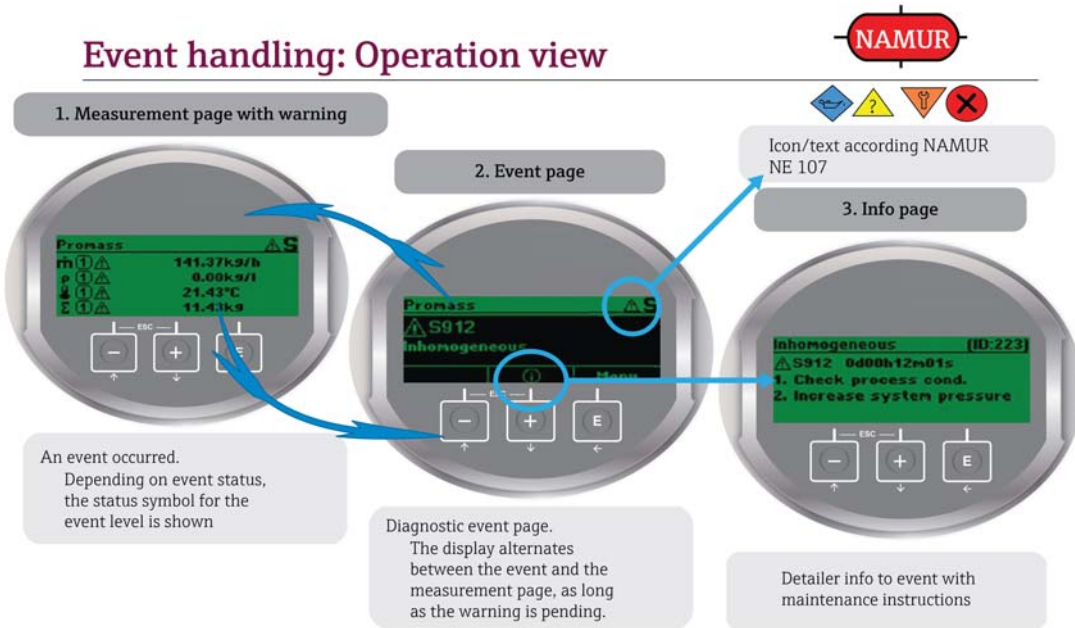 Event handling: Operation view
NAMUR
?
1. Measurement page with warning
Icon/text according NAMUR
NE 107
2. Event page
3. Info page
Promass ⚠S
ṁ 1 ⚠ 141.37kg/h
ρ 1 ⚠ 0.00kg/l
1 ⚠ 21.43°C
Σ 1 ⚠ 11.43kg
ESC
− + E
↑ ↓
Promass ⚠S
⚠S912
Inhomogeneous
i Menu
ESC
− + E
↑ ↓ ←
Inhomogeneous (ID:223)
⚠S912 0d00h12m01s
1. Check process cond.
2. Increase system pressure
ESC
− + E
↑ ↓ ←
An event occurred.
Depending on event status,
the status symbol for the
event level is shown
Diagnostic event page.
The display alternates
between the event and the
measurement page, as long
as the warning is pending.
Detailer info to event with
maintenance instructions